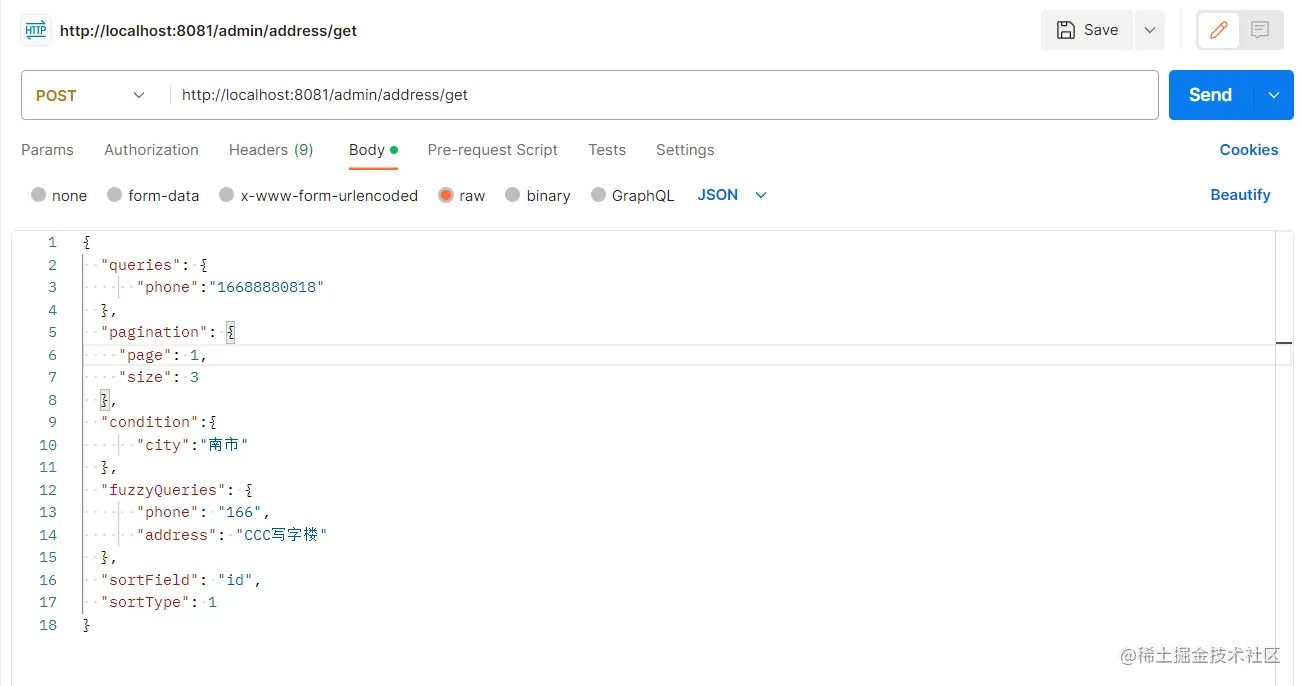 HTTP http://localhost:8081/admin/address/get Save
POST http://localhost:8081/admin/address/get Send
Params Authorization Headers (9) Body Pre-request Script Tests Settings Cookies
none form-data x-www-form-urlencoded raw binary GraphQL JSON Beautify
1 {
2 "queries": {
3 "phone":"16688880818"
4 },
5 "pagination": {
6 "page": 1,
7 "size": 3
8 },
9 "condition":{
10 "city":"南市"
11 },
12 "fuzzyQueries": {
13 "phone": "166",
14 "address": "CCC写字楼"
15 },
16 "sortField": "id",
17 "sortType": 1
18 }
@稀土掘金技术社区